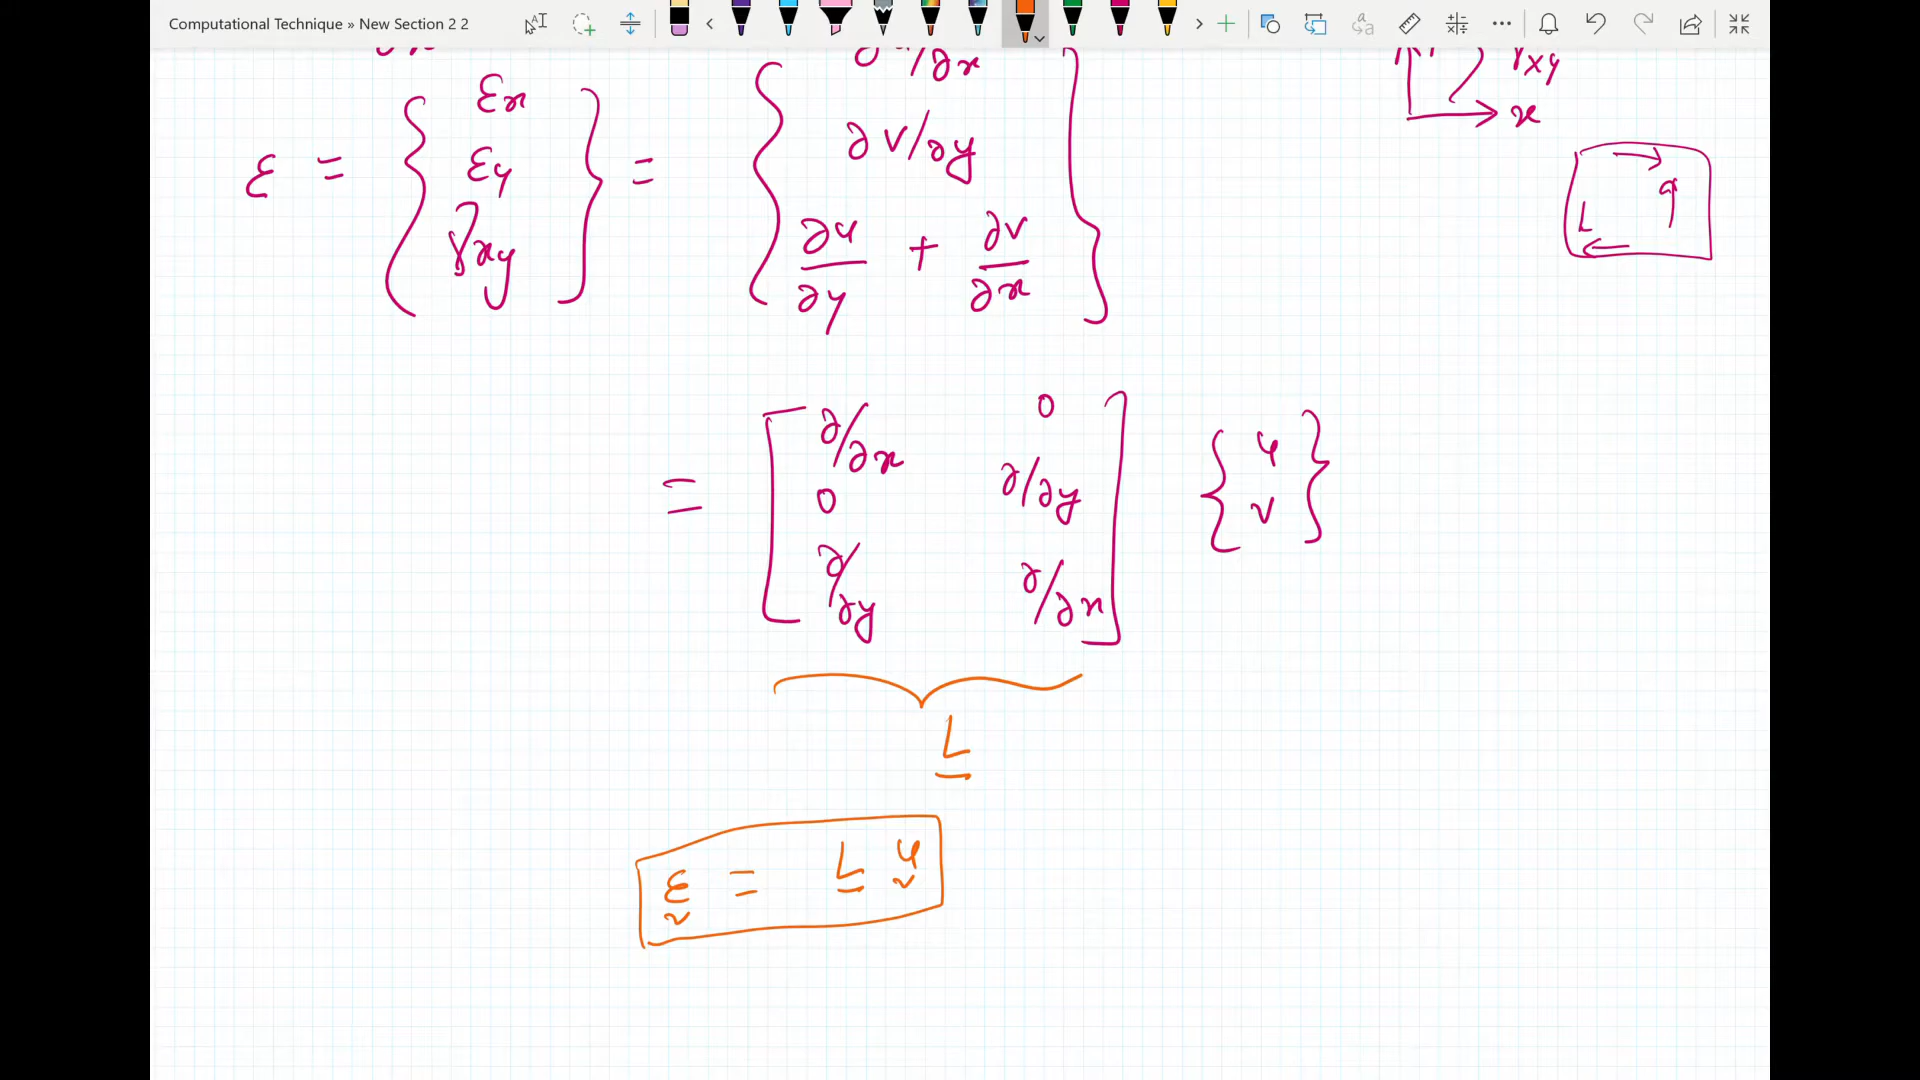 Computational Technique » New Section 2 2
ε = { εx εy γxy } = { ∂u/∂x ∂v/∂y ∂u/∂y + ∂v/∂x }
γxy
x
= [ ∂/∂x 0
0 ∂/∂y
∂/∂y ∂/∂x ] { u v }
L
ε = L u